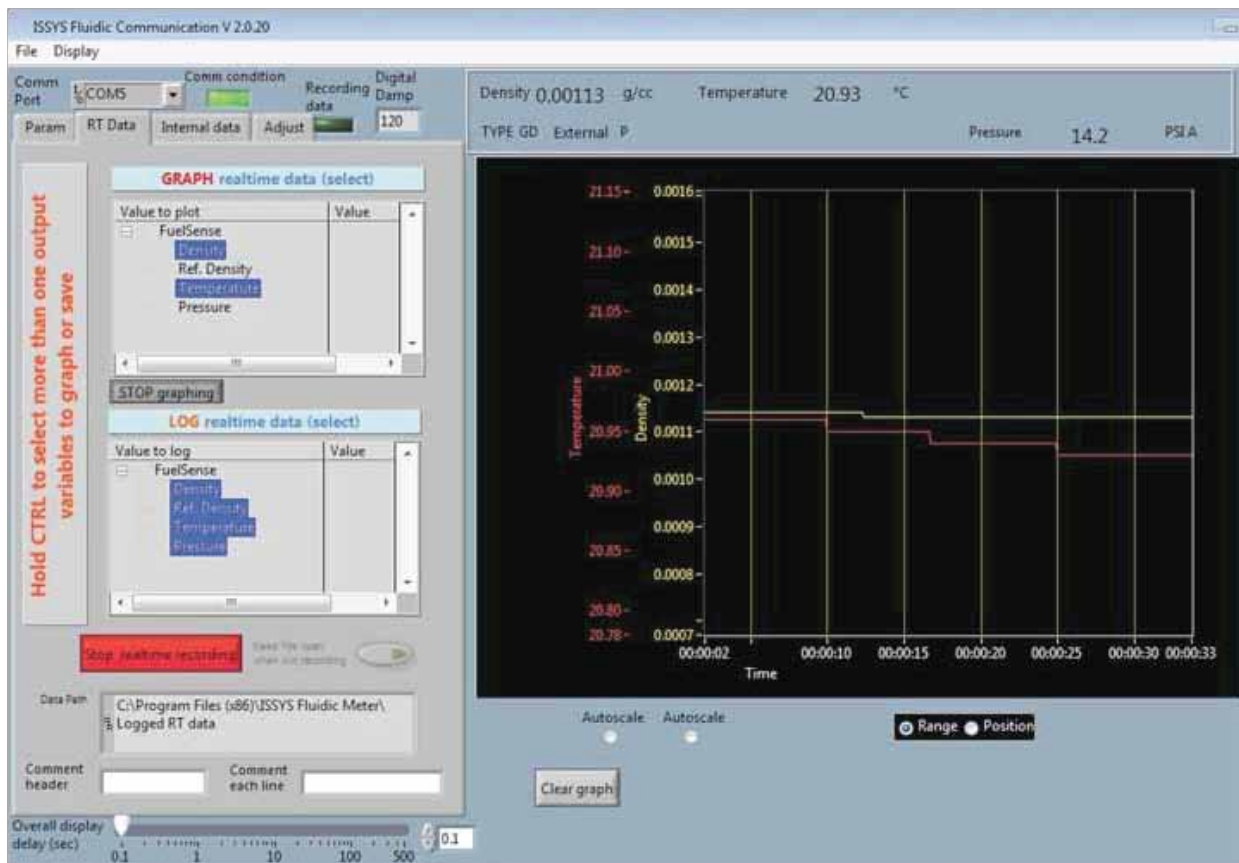 ISSYS Fluidic Communication V 2.0.20
File Display
Comm Port
COM5
Comm condition
Recording data
Digital Damp
120
Param RT Data Internal data Adjust
Density 0,00113 g/cc Temperature 20.93 °C
TYPE GD External P Pressure 14.2 PSI A
Hold CTRL to select more than one output
variables to graph or save
GRAPH realtime data (select)
Value to plot Value
FuelSense
Density
Ref. Density
Temperature
Pressure
STOP graphing
LOG realtime data (select)
Value to log Value
FuelSense
Density
Ref. Density
Temperature
Pressure
Stop realtime recording
when not recording
Data Path
C:\Program Files (x86)\ISSYS Fluidic Meter\
Logged RT data
Comment header
Comment each line
Overall display
delay (sec)
0.1 1 10 100 500
0.1
Temperature
21.15
21.10
21.05
21.00
20.95
20.90
20.85
20.80
20.78
Density
0.0016
0.0015
0.0014
0.0013
0.0012
0.0011
0.0010
0.0009
0.0008
0.0007
00:00:02 00:00:10 00:00:15 00:00:20 00:00:25 00:00:30 00:00:33
Time
Autoscale Autoscale
Range Position
Clear graph